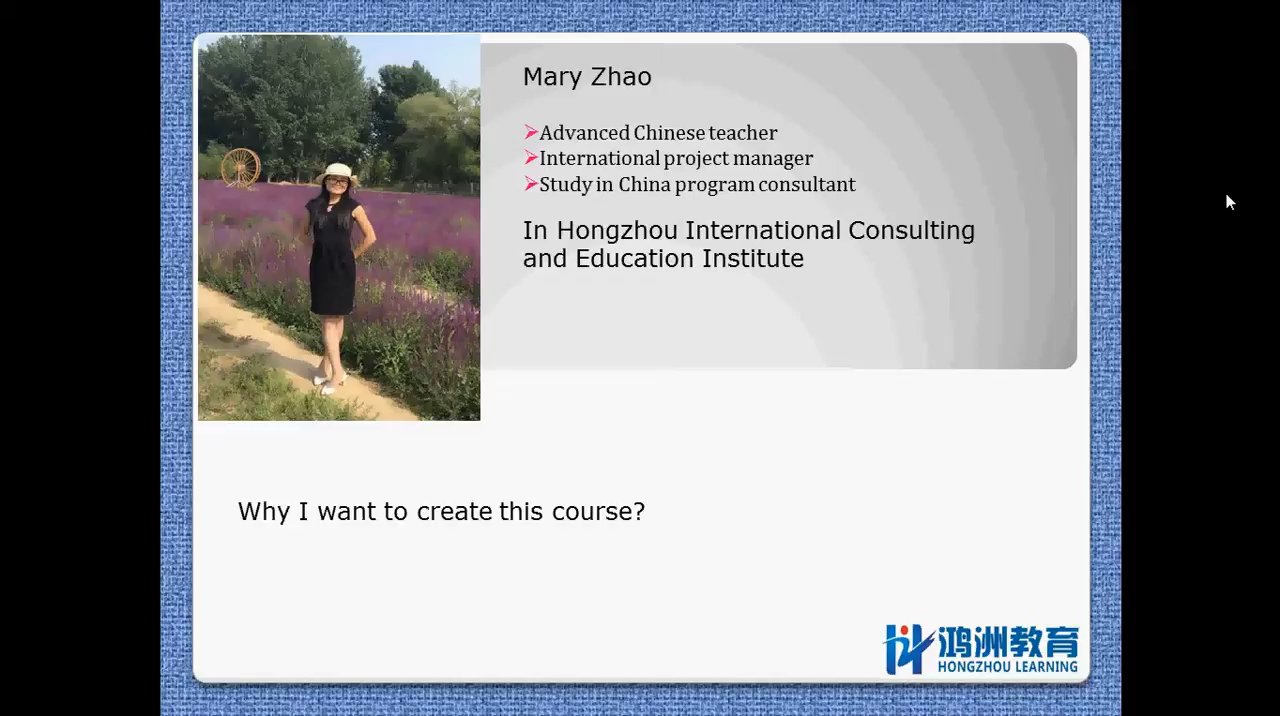 Mary Zhao
Advanced Chinese teacher
International project manager
Study in China program consultant
In Hongzhou International Consulting
and Education Institute
Why I want to create this course?
鸿洲教育
HONGZHOU LEARNING